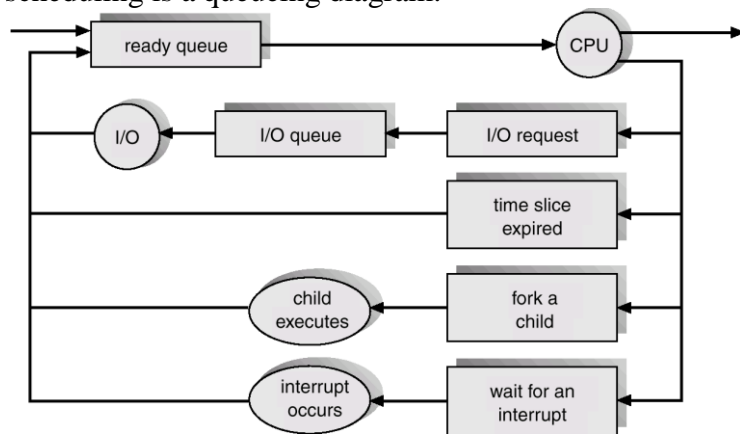 scheduling is a queueing diagram.
ready queue
CPU
I/O
I/O queue
I/O request
time slice
expired
child
executes
fork a
child
interrupt
occurs
wait for an
interrupt